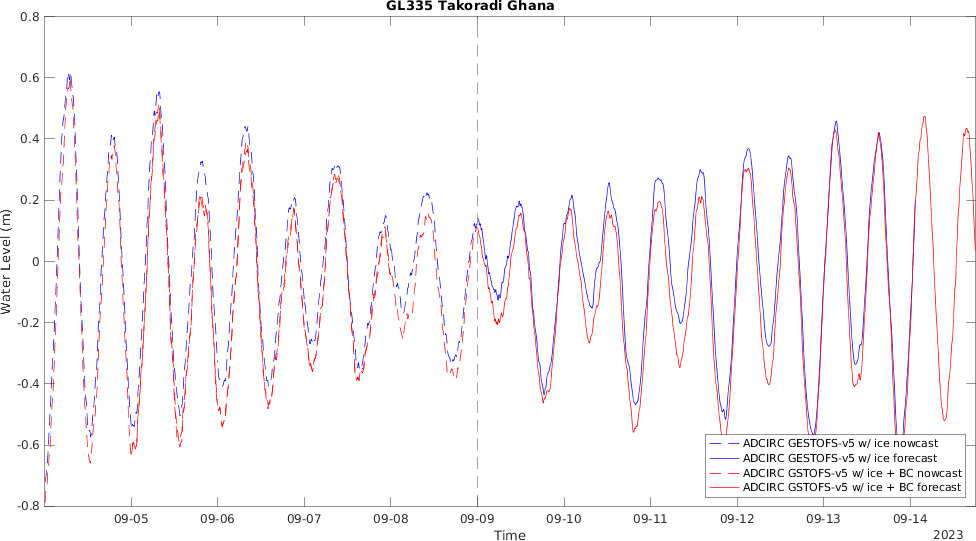 GL335 Takoradi Ghana
0.8
0.6
0.4
0.2
0
-0.2
-0.4
-0.6
-0.8
Water Level (m)
ADCIRC GESTOFS-v5 w/ ice nowcast
ADCIRC GESTOFS-v5 w/ ice forecast
ADCIRC GSTOFS-v5 w/ ice + BC nowcast
ADCIRC GSTOFS-v5 w/ ice + BC forecast
09-05 09-06 09-07 09-08 09-09 09-10 09-11 09-12 09-13 09-14
Time
2023